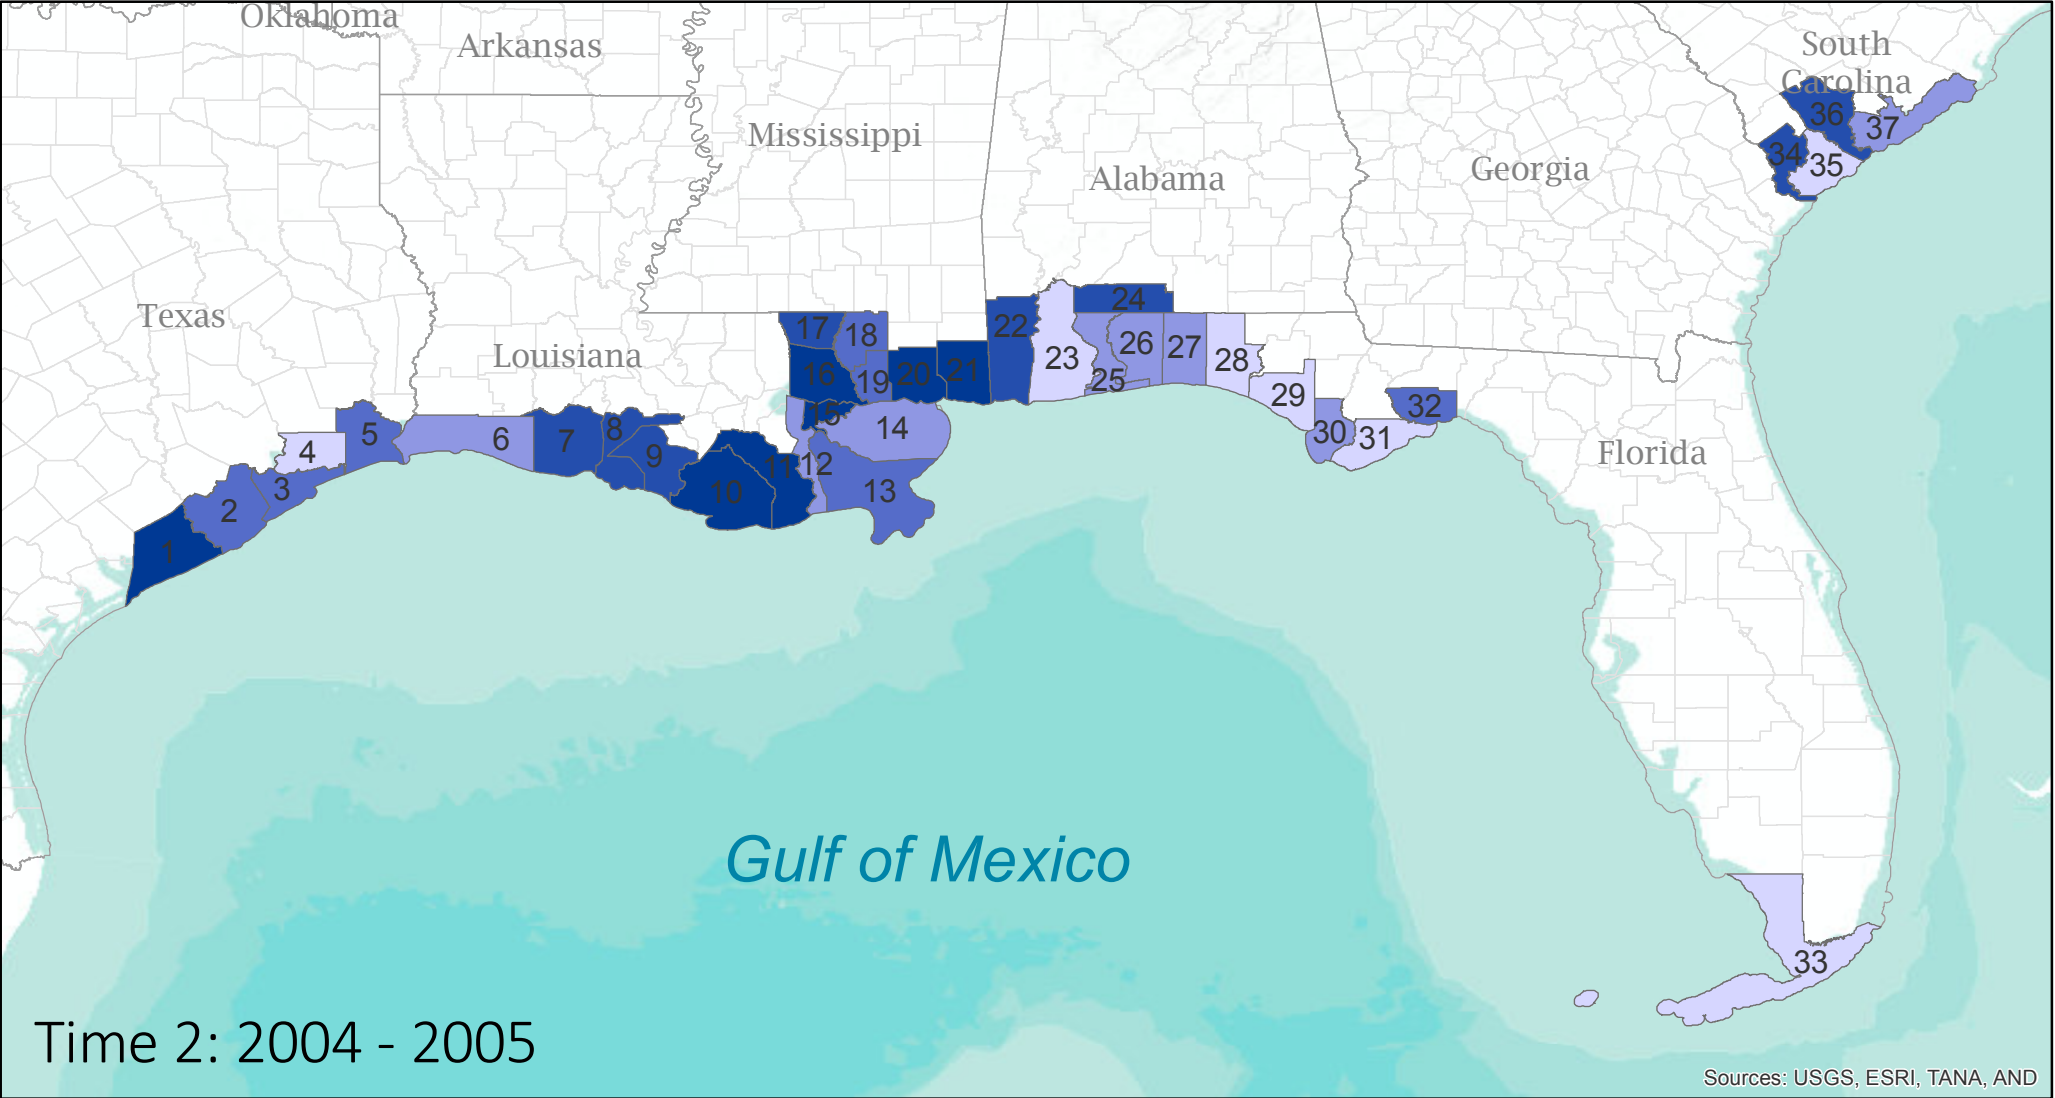 Oklahoma
Arkansas
South
Carolina
Mississippi
Alabama
Georgia
Texas
Louisiana
Florida
36
37
34
35
24
17
18
22
26
27
23
28
16
19
20
21
25
29
15
14
32
5
6
7
8
30
31
4
9
12
11
10
13
3
2
1
33
Gulf of Mexico
Time 2: 2004 - 2005
Sources: USGS, ESRI, TANA, AND